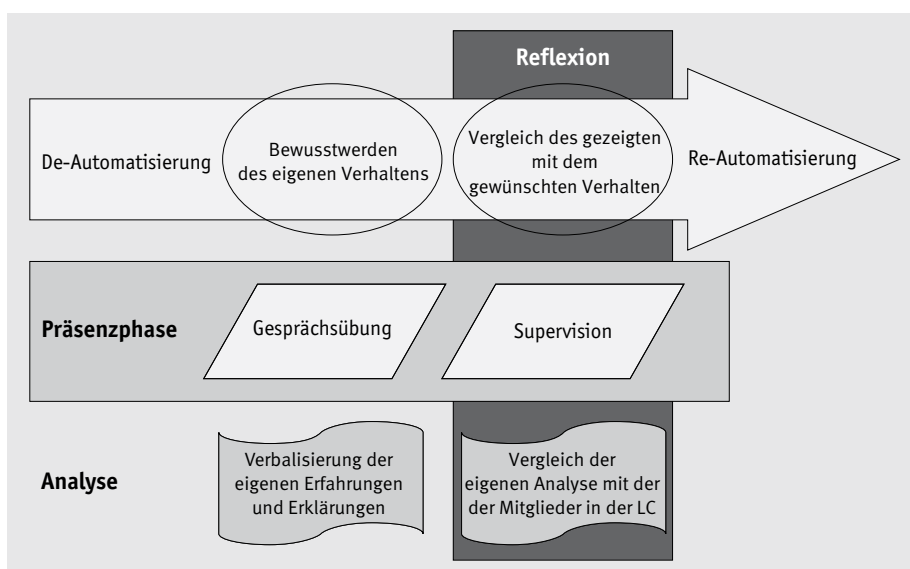 Reflexion
De-Automatisierung
Bewusstwerden
des eigenen Verhaltens
Vergleich des gezeigten
mit dem
gewünschten Verhalten
Re-Automatisierung
Präsenzphase
Gesprächsübung
Supervision
Analyse
Verbalisierung der
eigenen Erfahrungen
und Erklärungen
Vergleich der
eigenen Analyse mit der
der Mitglieder in der LC